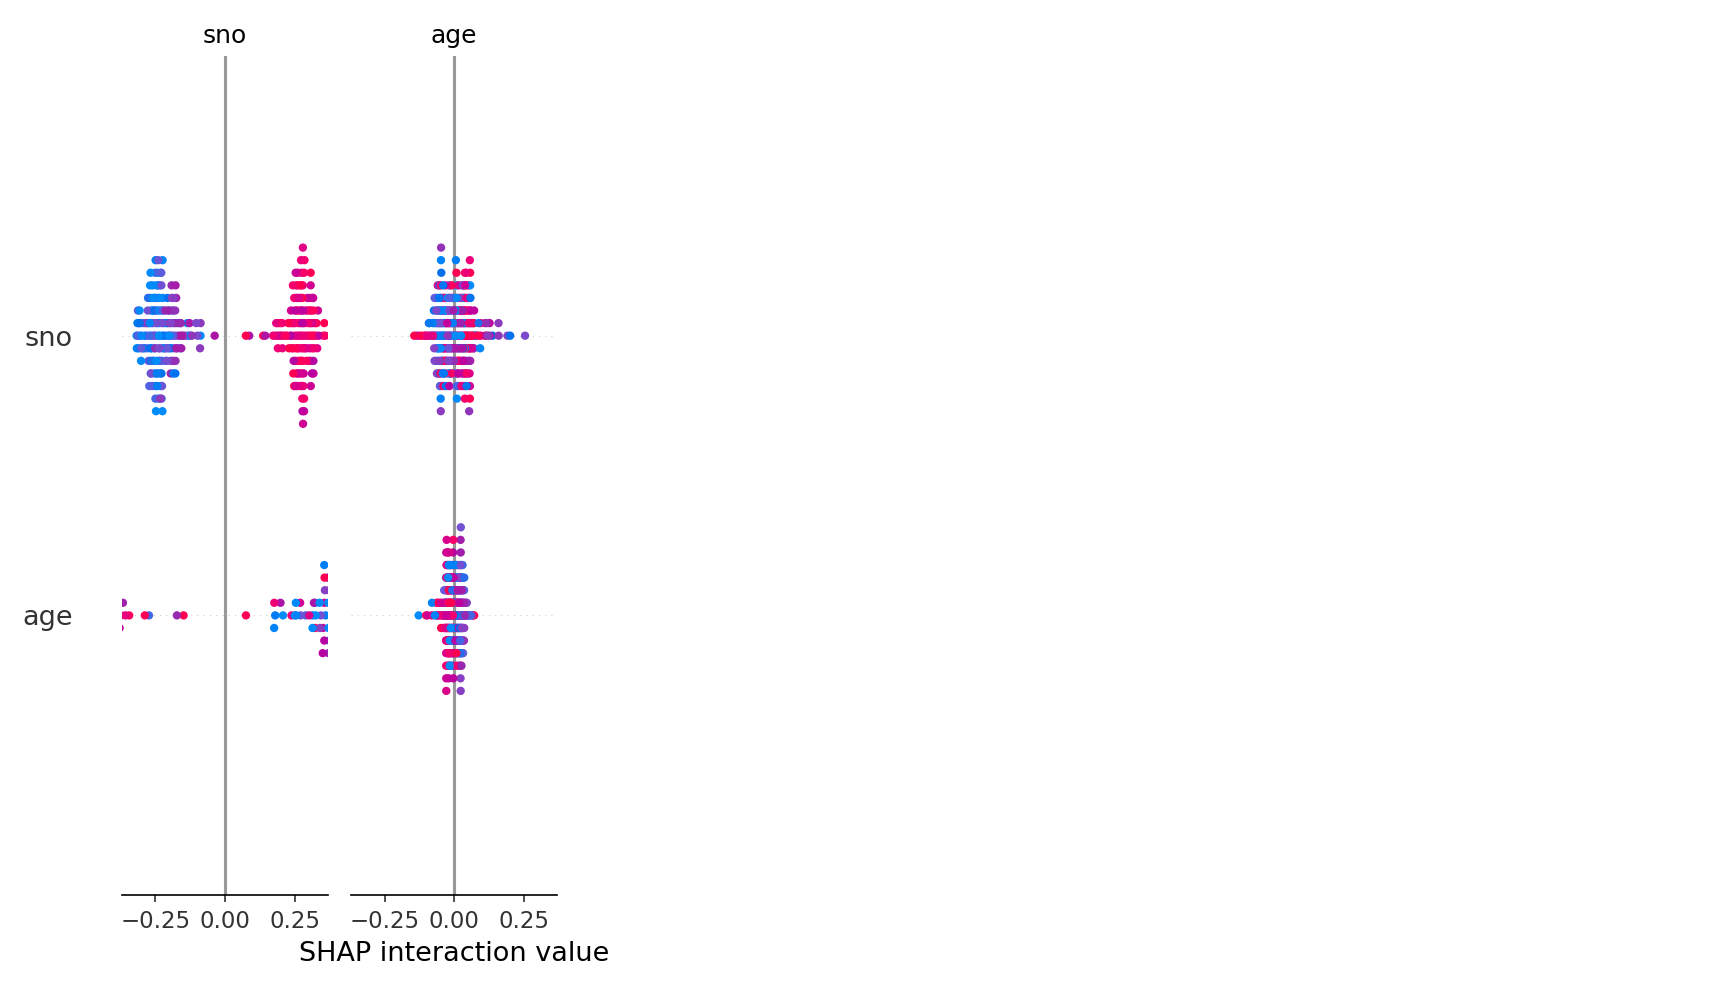 sno age
sno
age
−0.25 0.00 0.25 −0.25 0.00 0.25
SHAP interaction value